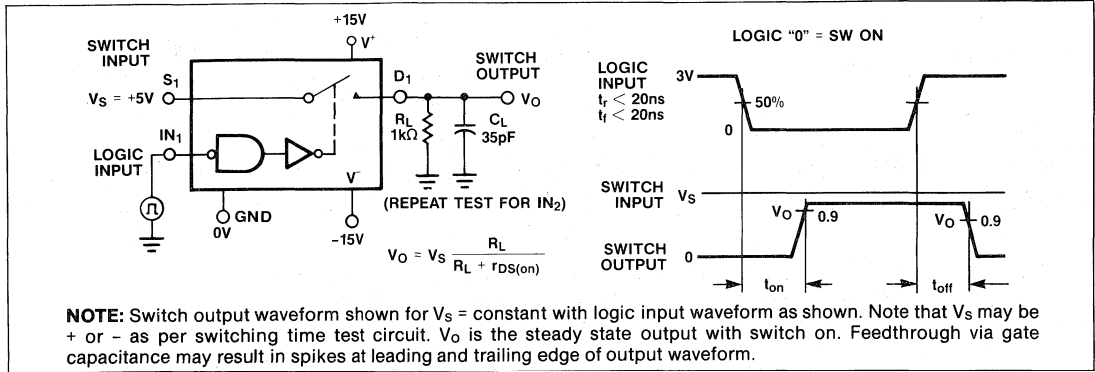 +15V
V+
SWITCH
INPUT
S1
VS = +5V
IN1
LOGIC
INPUT
GND
0V
V−
−15V
D1
SWITCH
OUTPUT
VO
RL
1kΩ
CL
35pF
(REPEAT TEST FOR IN2)
VO = VS RL
RL + rDS(on)
LOGIC "0" = SW ON
LOGIC
INPUT
tr < 20ns
tf < 20ns
3V
50%
0
SWITCH
INPUT
VS
VO
0.9
VO
0.9
SWITCH
OUTPUT
0
ton
toff
NOTE: Switch output waveform shown for VS = constant with logic input waveform as shown. Note that VS may be
+ or − as per switching time test circuit. VO is the steady state output with switch on. Feedthrough via gate
capacitance may result in spikes at leading and trailing edge of output waveform.